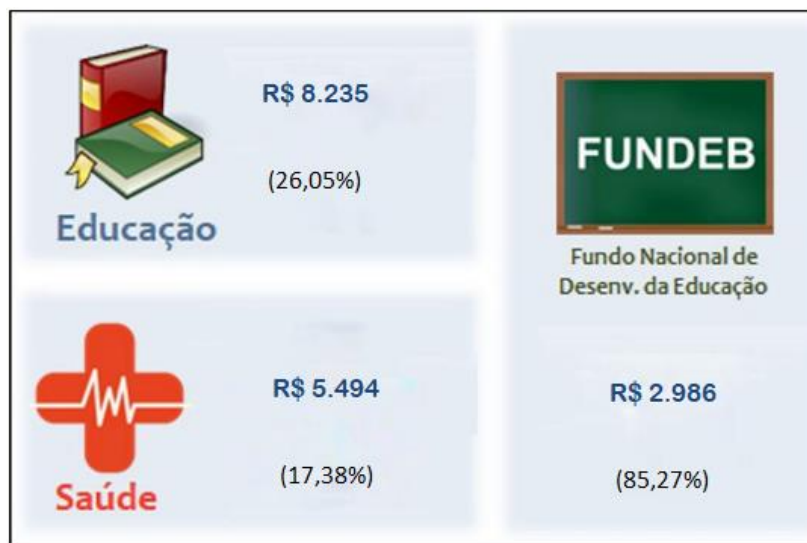 R$ 8.235
(26,05%)
Educação
R$ 5.494
(17,38%)
Saúde
FUNDEB
Fundo Nacional de
Desenv. da Educação
R$ 2.986
(85,27%)